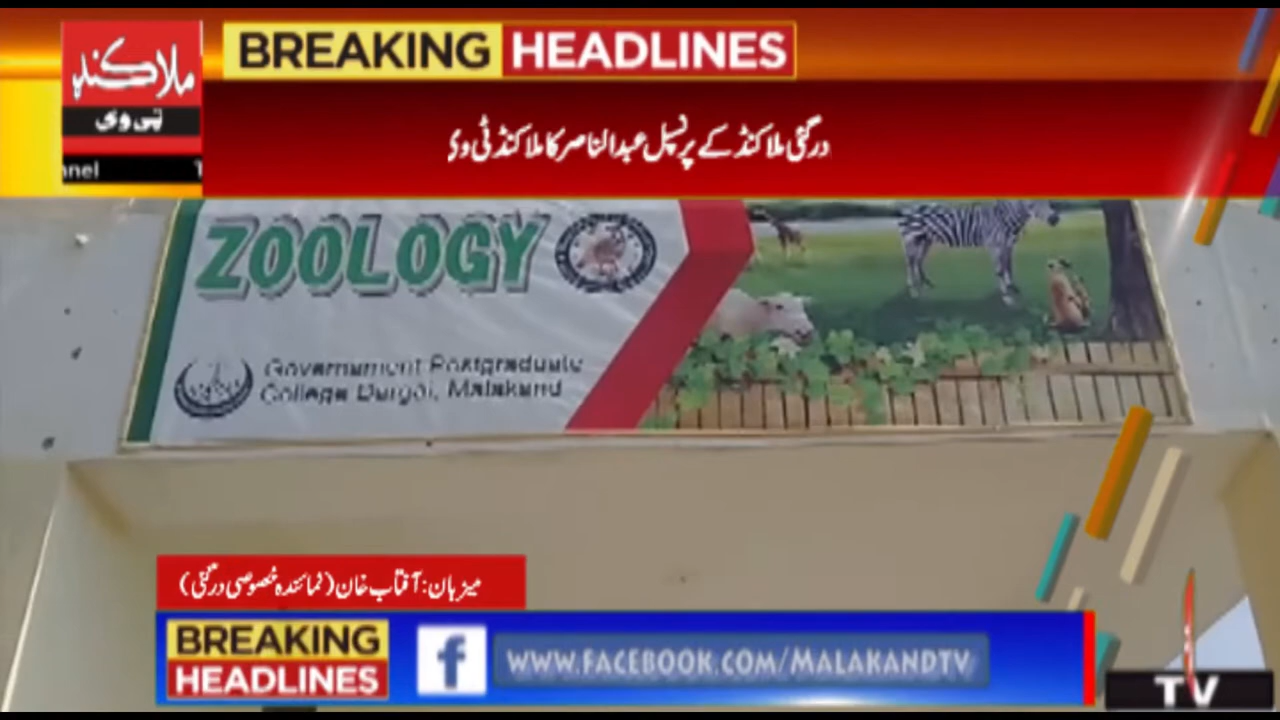 BREAKING HEADLINES
ملاکنڈ
ٹی وی
nnel
درگئی ملاکنڈ کے پرنسپل عبدالناصر کا ملاکنڈ ٹی وی
ZOOLOGY
Governament Postgraduate
College Dargai, Malakand
میزبان: آفتاب خان (نمائندہ خصوصی درگئی)
BREAKING
HEADLINES
f
WWW.FACEBOOK.COM/MALAKANDTV
TV